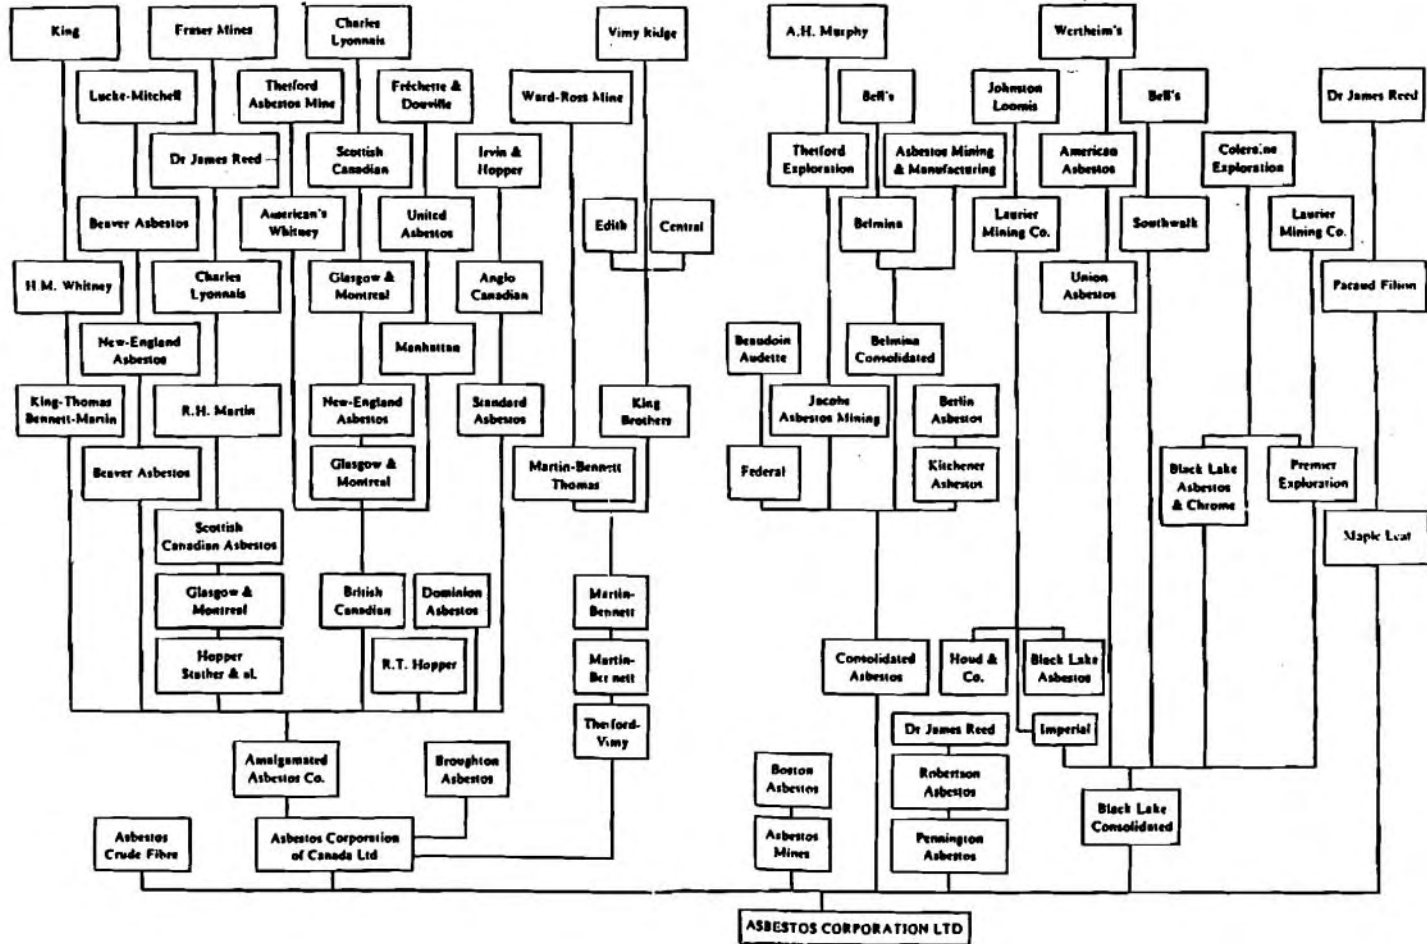 King
Fraser Mines
Charles
Lyonnais
Vimy Ridge
A.H. Murphy
Wertheim's
Lucke-Mitchell
Thetford
Asbestos Mine
Fréchette &
Douville
Ward-Ross Mine
Bell's
Johnston
Loomis
Bell's
Dr James Reed
Dr James Reed
Scottish
Canadian
Irvin &
Hopper
Thetford
Exploration
Asbestos Mining
& Manufacturing
American
Asbestos
Coleraine
Exploration
Beaver Asbestos
American's
Whitney
United
Asbestos
Edith
Central
Belmina
Laurier
Mining Co.
Southwalk
Laurier
Mining Co.
H.M. Whitney
Charles
Lyonnais
Glasgow &
Montreal
Anglo
Canadian
Union
Asbestos
Pacaud Filion
New-England
Asbestos
Manhattan
Beaudoin
Audette
Belmina
Consolidated
King-Thomas
Bennett-Martin
R.H. Martin
New-England
Asbestos
Standard
Asbestos
King
Brothers
Jacobs
Asbestos Mining
Berlin
Asbestos
Beaver Asbestos
Glasgow &
Montreal
Martin-Bennett
Thomas
Federal
Kitchener
Asbestos
Black Lake
Asbestos
& Chrome
Premier
Exploration
Scottish
Canadian Asbestos
Maple Leaf
Glasgow &
Montreal
British
Canadian
Dominion
Asbestos
Martin-
Bennett
Hopper
Stather & al.
R.T. Hopper
Martin-
Bennett
Consolidated
Asbestos
Houd &
Co.
Black Lake
Asbestos
Thetford-
Vimy
Dr James Reed
Imperial
Amalgamated
Asbestos Co.
Broughton
Asbestos
Boston
Asbestos
Robertson
Asbestos
Black Lake
Consolidated
Asbestos
Crude Fibre
Asbestos Corporation
of Canada Ltd
Asbestos
Mines
Pennington
Asbestos
ASBESTOS CORPORATION LTD